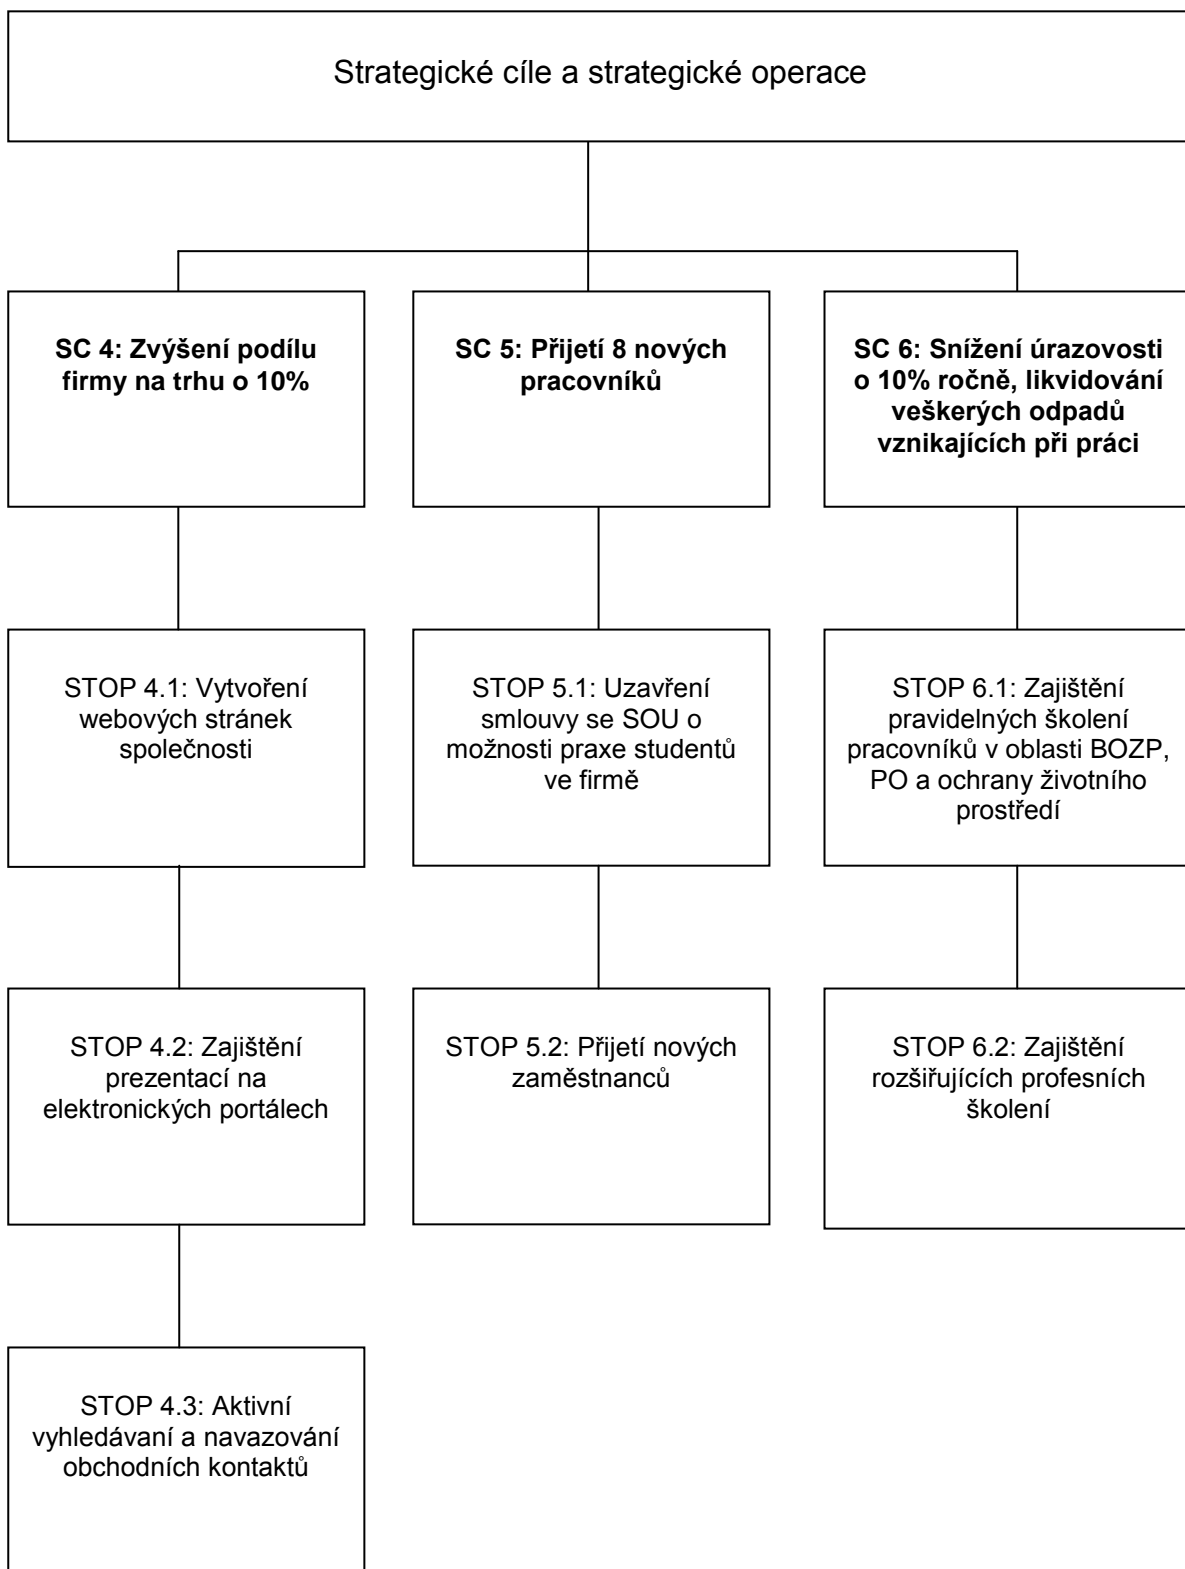 Strategické cíle a strategické operace
SC 4: Zvýšení podílu
firmy na trhu o 10%
SC 5: Přijetí 8 nových
pracovníků
SC 6: Snížení úrazovosti
o 10% ročně, likvidování
veškerých odpadů
vznikajících při práci
STOP 4.1: Vytvoření
webových stránek
společnosti
STOP 5.1: Uzavření
smlouvy se SOU o
možnosti praxe studentů
ve firmě
STOP 6.1: Zajištění
pravidelných školení
pracovníků v oblasti BOZP,
PO a ochrany životního
prostředí
STOP 4.2: Zajištění
prezentací na
elektronických portálech
STOP 5.2: Přijetí nových
zaměstnanců
STOP 6.2: Zajištění
rozšiřujících profesních
školení
STOP 4.3: Aktivní
vyhledávaní a navazování
obchodních kontaktů